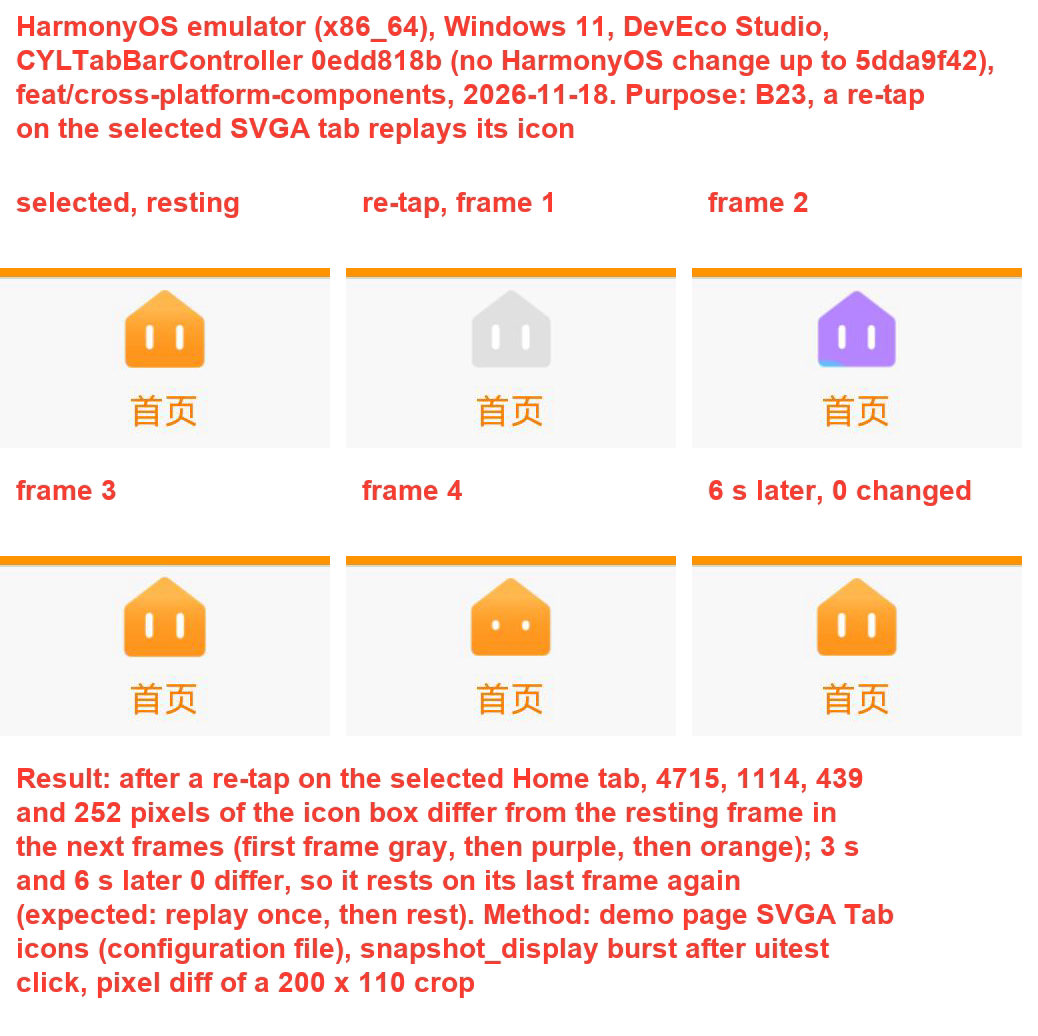 HarmonyOS emulator (x86_64), Windows 11, DevEco Studio,
CYLTabBarController 0edd818b (no HarmonyOS change up to 5dda9f42),
feat/cross-platform-components, 2026-11-18. Purpose: B23, a re-tap
on the selected SVGA tab replays its icon
selected, resting
re-tap, frame 1
frame 2
首页
首页
首页
frame 3
frame 4
6 s later, 0 changed
首页
首页
首页
Result: after a re-tap on the selected Home tab, 4715, 1114, 439
and 252 pixels of the icon box differ from the resting frame in
the next frames (first frame gray, then purple, then orange); 3 s
and 6 s later 0 differ, so it rests on its last frame again
(expected: replay once, then rest). Method: demo page SVGA Tab
icons (configuration file), snapshot_display burst after uitest
click, pixel diff of a 200 x 110 crop